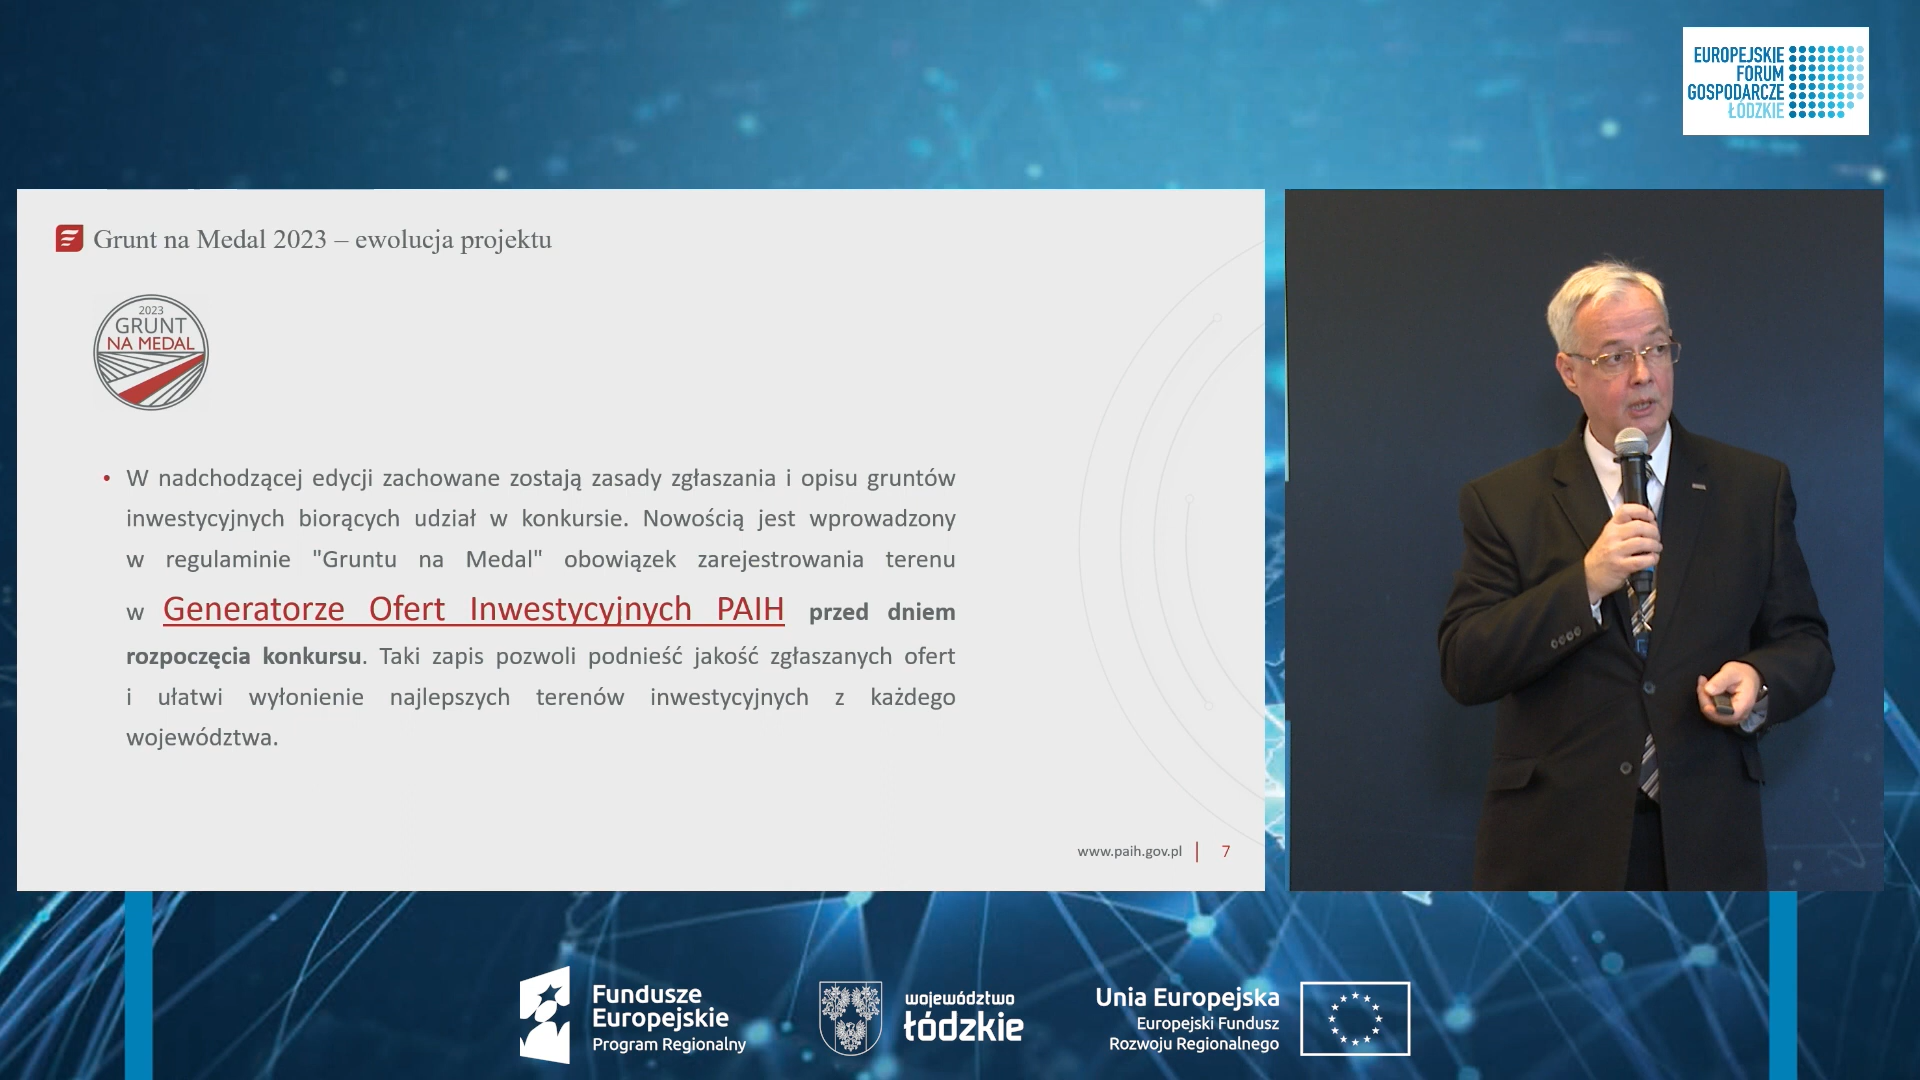 EUROPEJSKIE
FORUM
GOSPODARCZE
ŁÓDZKIE
Grunt na Medal 2023 – ewolucja projektu
2023
GRUNT
NA MEDAL
• W nadchodzącej edycji zachowane zostają zasady zgłaszania i opisu gruntów
inwestycyjnych biorących udział w konkursie. Nowością jest wprowadzony
w regulaminie "Gruntu na Medal" obowiązek zarejestrowania terenu
w Generatorze Ofert Inwestycyjnych PAIH przed dniem
rozpoczęcia konkursu. Taki zapis pozwoli podnieść jakość zgłaszanych ofert
i ułatwi wyłonienie najlepszych terenów inwestycyjnych z każdego
województwa.
www.paih.gov.pl | 7
Fundusze
Europejskie
Program Regionalny
województwo
łódzkie
Unia Europejska
Europejski Fundusz
Rozwoju Regionalnego